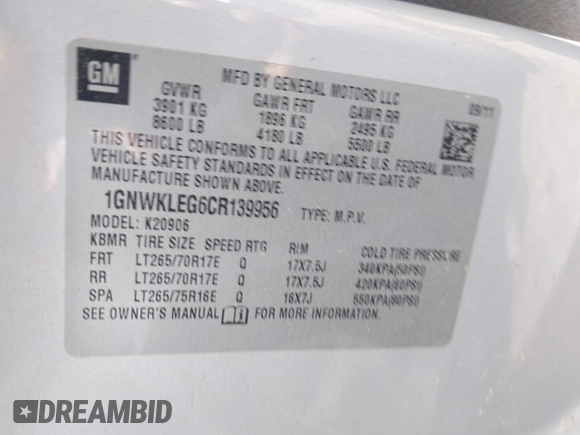 GM
MFD BY GENERAL MOTORS LLC
09/11
GVWR GAWR FRT GAWR RR
3901 KG 1896 KG 2495 KG
8600 LB 4180 LB 5500 LB
THIS VEHICLE CONFORMS TO ALL APPLICABLE U.S. FEDERAL MOTOR
VEHICLE SAFETY STANDARDS IN EFFECT ON THE DATE OF
MANUFACTURE SHOWN ABOVE.
1GNWKLEG6CR139956 TYPE: M.P.V.
MODEL: K20906
KBMR TIRE SIZE SPEED RTG RIM COLD TIRE PRESSURE
FRT LT265/70R17E Q 17X7.5J 340KPA(50PSI)
RR LT265/70R17E Q 17X7.5J 420KPA(60PSI)
SPA LT265/75R16E Q 16X7J 550KPA(80PSI)
SEE OWNER'S MANUAL FOR MORE INFORMATION.
DREAMBID